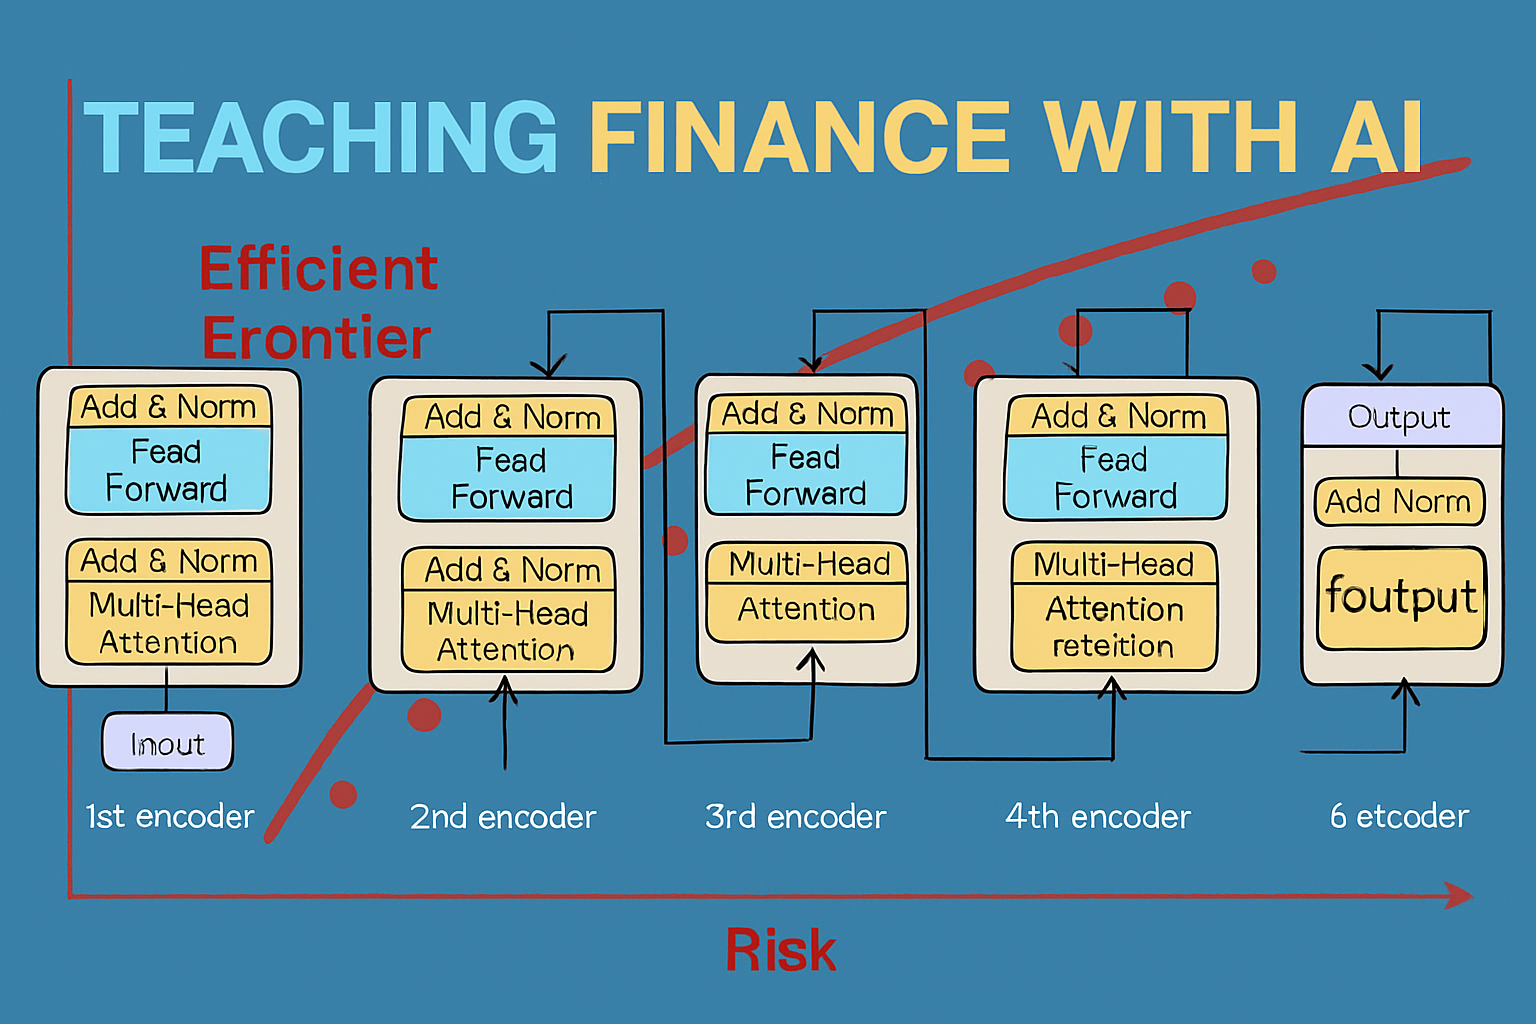 TEACHING FINANCE WITH AI
Efficient
Erontier
Add & Norm
Fead
Forward
Add & Norm
Multi-Head
Attention
Inout
1st encoder
Add & Norm
Fead
Forward
Add & Norm
Multi-Head
Attention
2nd encoder
Add & Norm
Fead
Forward
Multi-Head
Attention
3rd encoder
Add & Norm
Fead
Forward
Multi-Head
Attention
reteition
4th encoder
Output
Add Norm
foutput
6 etcoder
Risk